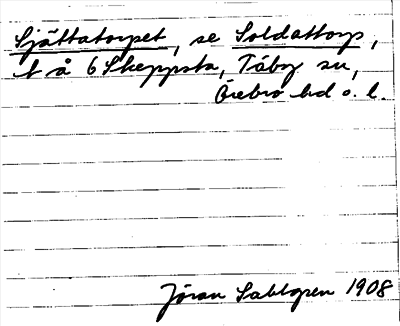 Sjättatorpet, se Soldattorp,
t å 6 Skeppsta, Täby sn,
Örebro hd o. l.
Jöran Sahlgren 1908